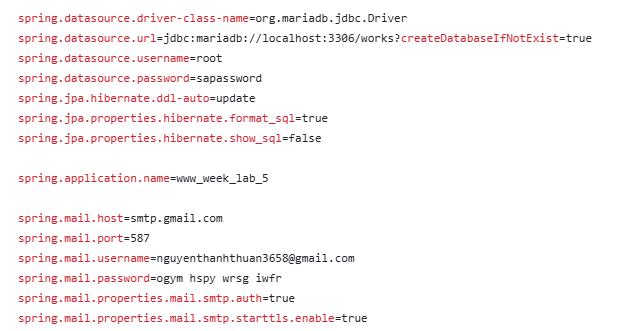 spring.datasource.driver-class-name=org.mariadb.jdbc.Driver
spring.datasource.url=jdbc:mariadb://localhost:3306/works?createDatabaseIfNotExist=true
spring.datasource.username=root
spring.datasource.password=sapassword
spring.jpa.hibernate.ddl-auto=update
spring.jpa.properties.hibernate.format_sql=true
spring.jpa.properties.hibernate.show_sql=false
spring.application.name=www_week_lab_5
spring.mail.host=smtp.gmail.com
spring.mail.port=587
spring.mail.username=nguyenthanhthuan3658@gmail.com
spring.mail.password=ogym hspy wrsg iwfr
spring.mail.properties.mail.smtp.auth=true
spring.mail.properties.mail.smtp.starttls.enable=true